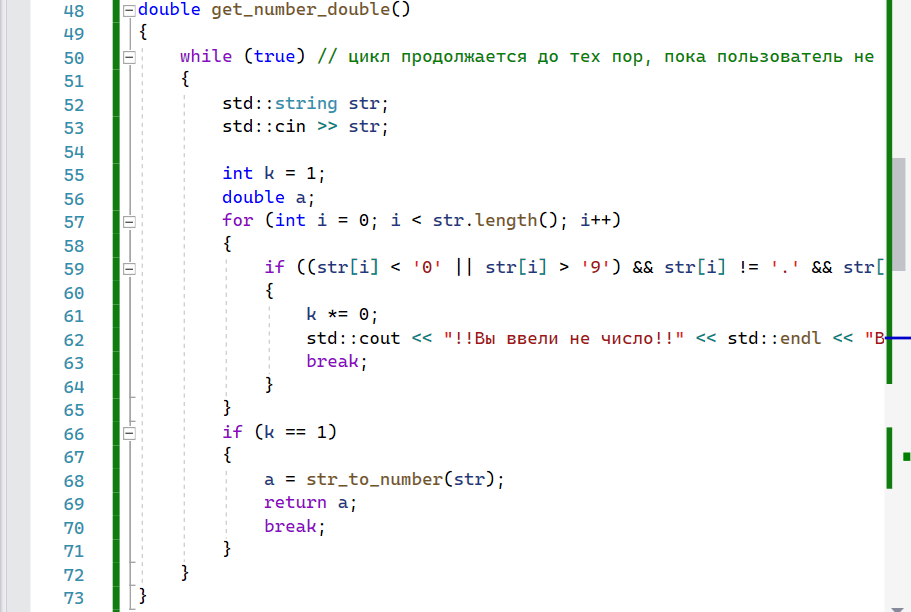 48 double get_number_double()
49 {
50 while (true) // цикл продолжается до тех пор, пока пользователь не
51 {
52 std::string str;
53 std::cin >> str;
54
55 int k = 1;
56 double a;
57 for (int i = 0; i < str.length(); i++)
58 {
59 if ((str[i] < '0' || str[i] > '9') && str[i] != '.' && str[
60 {
61 k *= 0;
62 std::cout << "!!Вы ввели не число!!" << std::endl << "В
63 break;
64 }
65 }
66 if (k == 1)
67 {
68 a = str_to_number(str);
69 return a;
70 break;
71 }
72 }
73 }